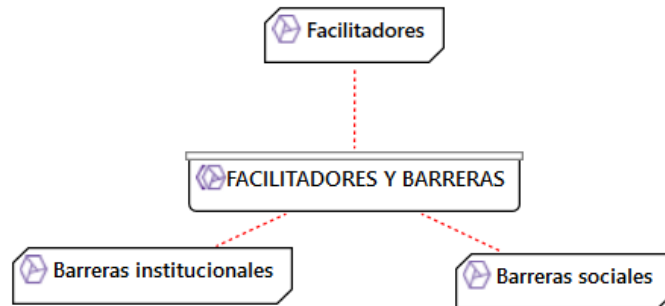 Facilitadores
FACILITADORES Y BARRERAS
Barreras institucionales
Barreras sociales